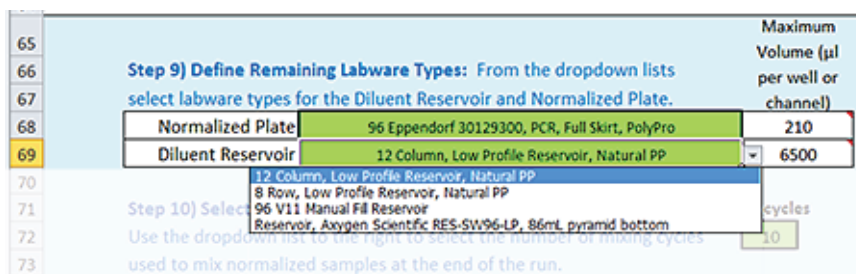 Maximum
65
Volume (µl
66 Step 9) Define Remaining Labware Types: From the dropdown lists
per well or
67 select labware types for the Diluent Reservoir and Normalized Plate.
channel)
68 Normalized Plate 96 Eppendorf 30129300, PCR, Full Skirt, PolyPro 210
69 Diluent Reservoir 12 Column, Low Profile Reservoir, Natural PP 6500
70 12 Column, Low Profile Reservoir, Natural PP
8 Row, Low Profile Reservoir, Natural PP
71 Step 10) Selec 96 V11 Manual Fill Reservoir cycles
Reservoir, Axygen Scientific RES-SW96-LP, 86mL pyramid bottom
72 Use the dropdown list to the right to select the number of mixing cycles 10
73 used to mix normalized samples at the end of the run.